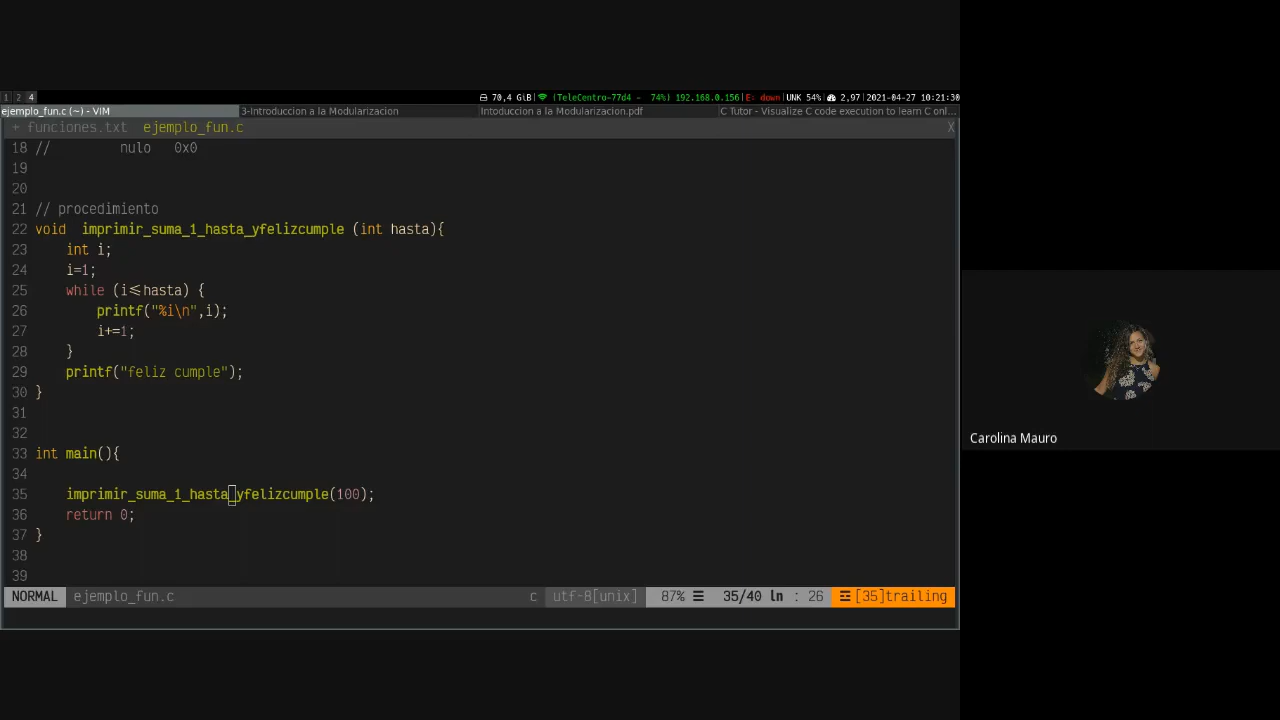 1 2 4 70,4 GiB| (TeleCentro-77d4 - 74%) 192.168.0.156|E: down|UNK 54%| 2,97|2021-04-27 10:21:30
ejemplo_fun.c (~) - VIM 3-Introduccion a la Modularizacion Intoduccion a la Modularizacion.pdf C Tutor - Visualize C code execution to learn C onl...
+ funciones.txt ejemplo_fun.c X
18 // nulo 0x0
19
20
21 // procedimiento
22 void imprimir_suma_1_hasta_yfelizcumple (int hasta){
23 int i;
24 i=1;
25 while (i<=hasta) {
26 printf("%i\n",i);
27 i+=1;
28 }
29 printf("feliz cumple");
30 }
31
32
33 int main(){
34
35 imprimir_suma_1_hasta_yfelizcumple(100);
36 return 0;
37 }
38
39
NORMAL ejemplo_fun.c c utf-8[unix] 87% ☰ 35/40 ln : 26 [35]trailing
Carolina Mauro